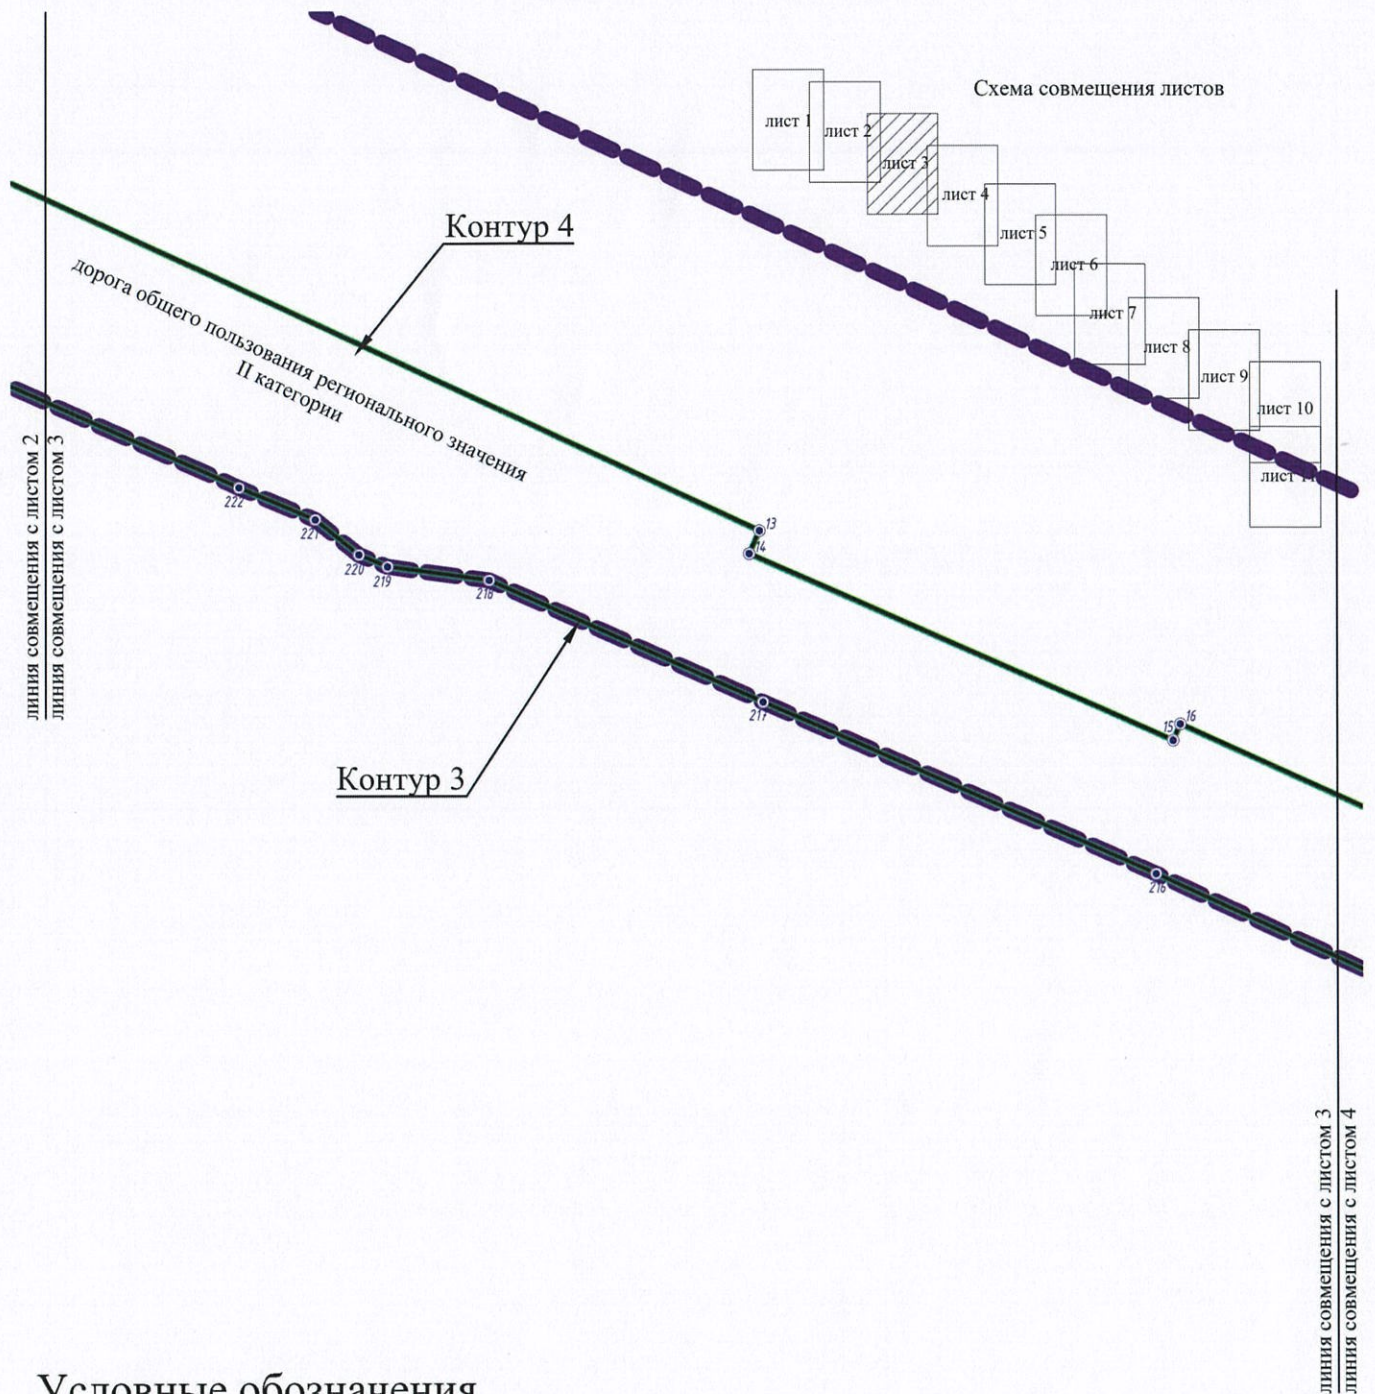 Схема совмещения листов
лист 1
лист 2
лист 3
лист 4
лист 5
лист 6
лист 7
лист 8
лист 9
лист 10
лист 11
Контур 4
дорога общего пользования регионального значения
II категории
линия совмещения с листом 2
линия совмещения с листом 3
222
221
220
219
218
13
14
217
15
16
Контур 3
216
линия совмещения с листом 3
линия совмещения с листом 4
Условные обозначения